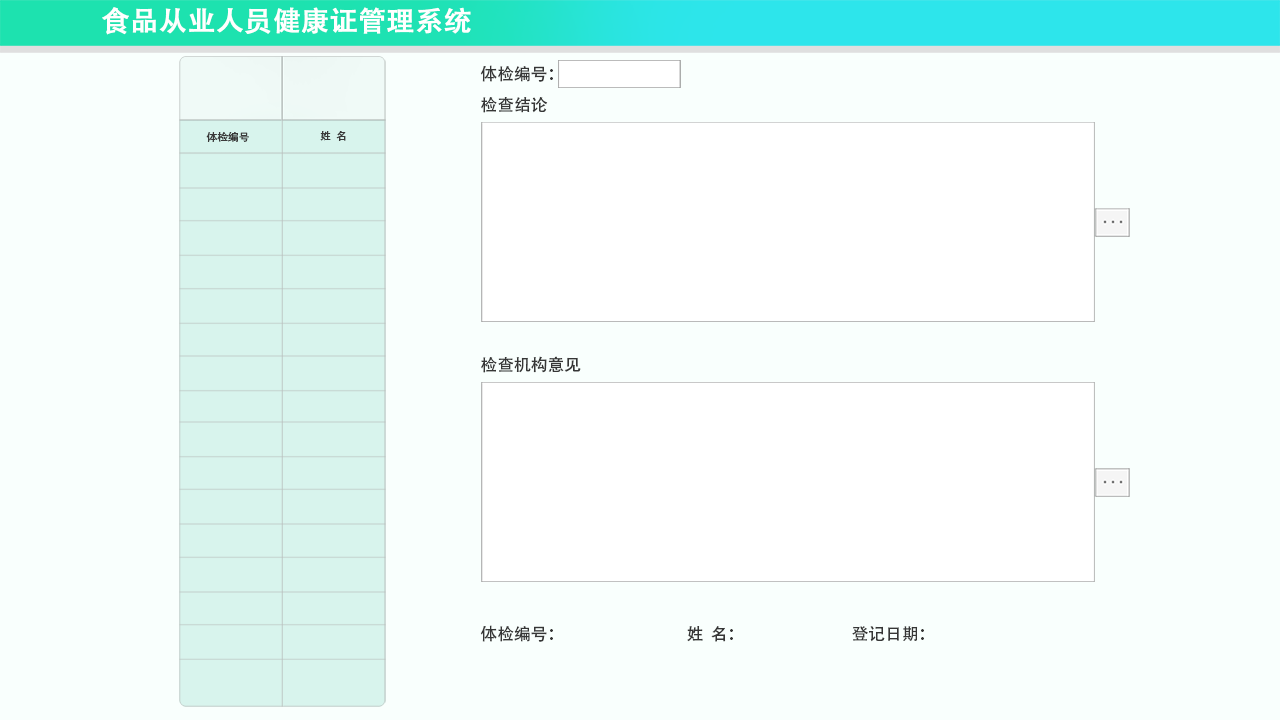 食品从业人员健康证管理系统
体检编号 姓 名
体检编号：
检查结论
···
检查机构意见
···
体检编号： 姓 名： 登记日期：